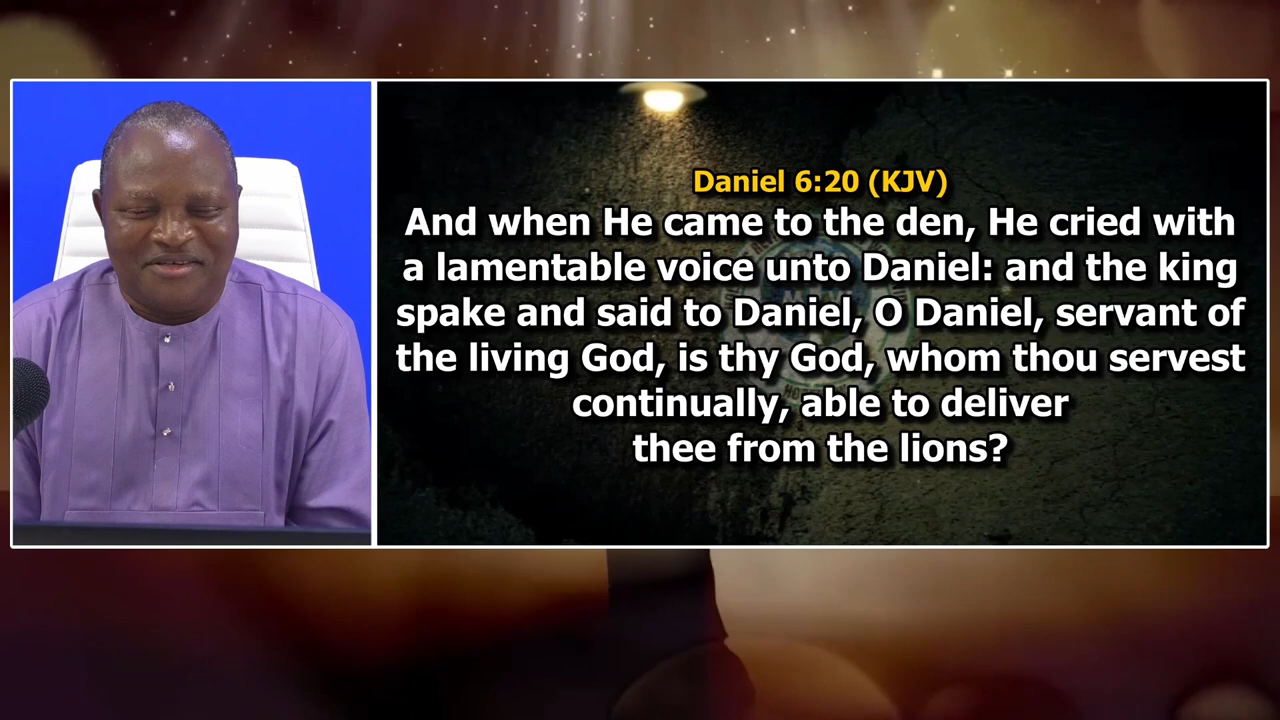 Daniel 6:20 (KJV)
And when He came to the den, He cried with
a lamentable voice unto Daniel: and the king
spake and said to Daniel, O Daniel, servant of
the living God, is thy God, whom thou servest
continually, able to deliver
thee from the lions?